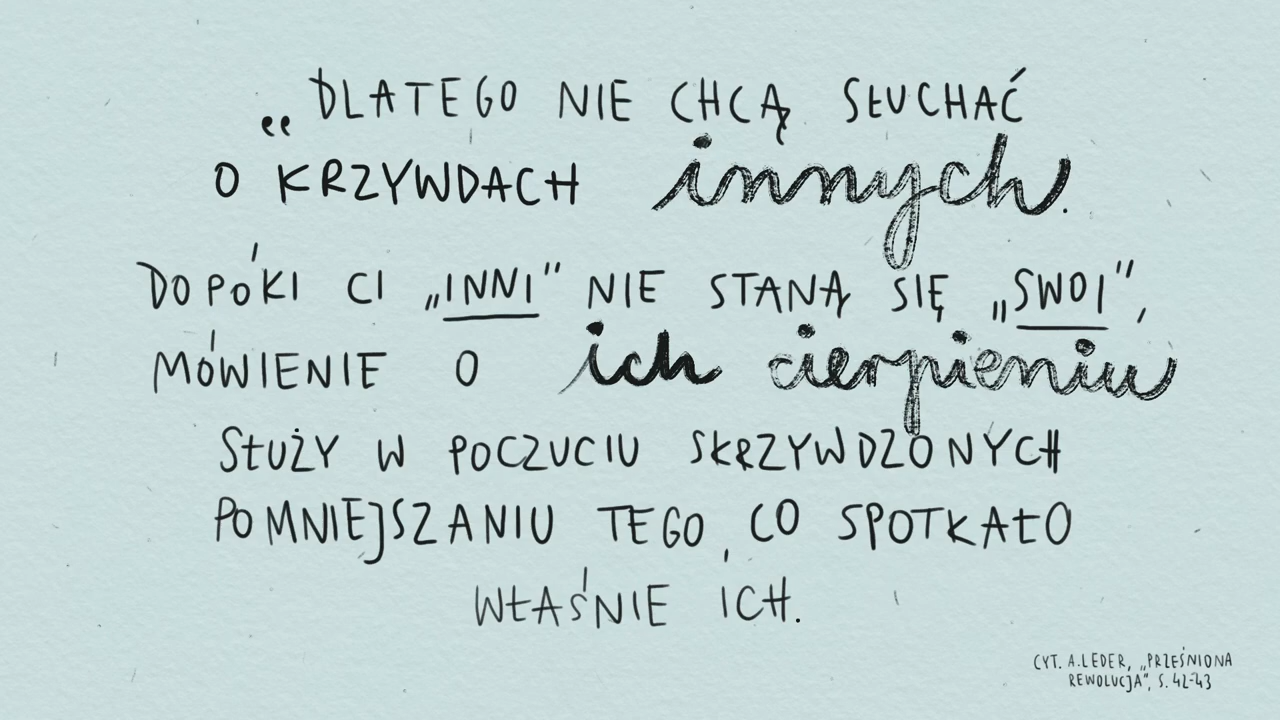 „DLATEGO NIE CHCĄ SŁUCHAĆ
O KRZYWDACH innych.
DOPÓKI CI „INNI" NIE STANĄ SIĘ „SWOI",
MÓWIENIE O ich cierpieniu
SŁUŻY W POCZUCIU SKRZYWDZONYCH
POMNIEJSZANIU TEGO, CO SPOTKAŁO
WŁAŚNIE ICH.
CYT. A.LEDER, „PRZEŚNIONA
REWOLUCJA", S. 42-43